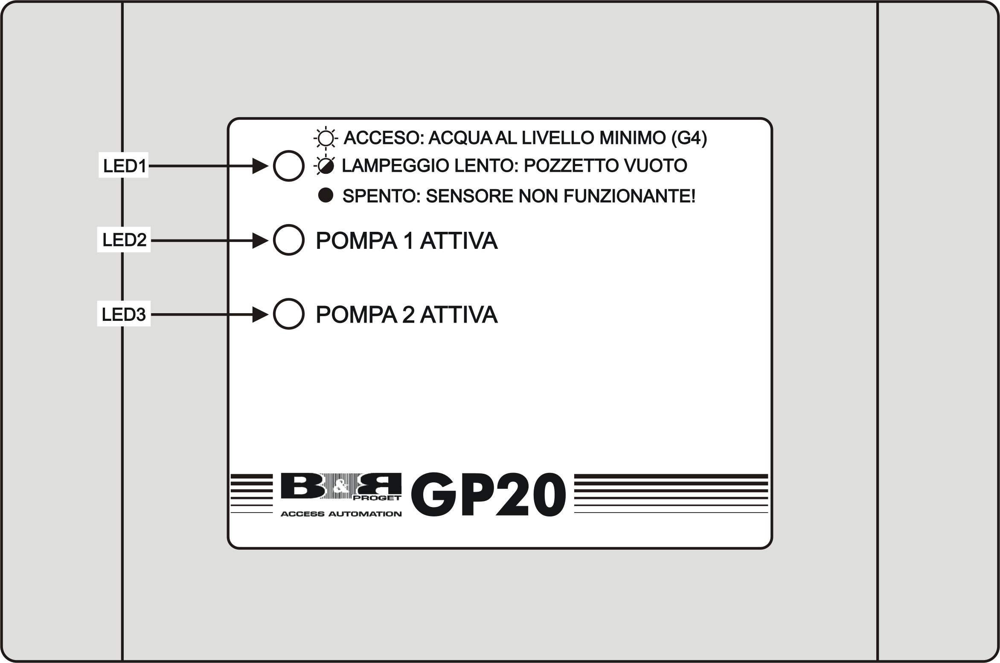 ACCESO: ACQUA AL LIVELLO MINIMO (G4)
LED1
LAMPEGGIO LENTO: POZZETTO VUOTO
SPENTO: SENSORE NON FUNZIONANTE!
LED2
POMPA 1 ATTIVA
LED3
POMPA 2 ATTIVA
B&R
PROGET
ACCESS AUTOMATION
GP20